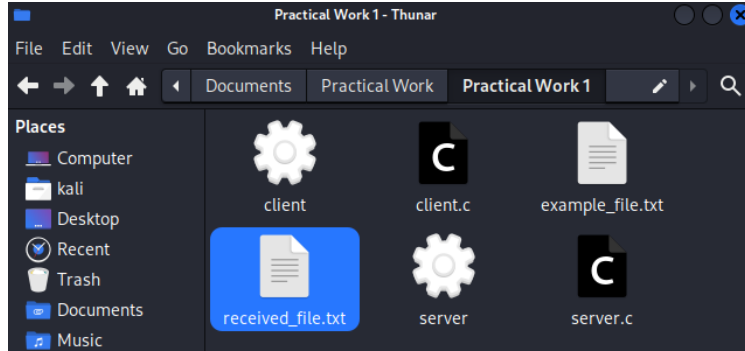 Practical Work 1 - Thunar
File Edit View Go Bookmarks Help
Documents Practical Work Practical Work 1
Places
Computer
kali
Desktop
Recent
Trash
Documents
Music
client
C
client.c
example_file.txt
received_file.txt
server
C
server.c